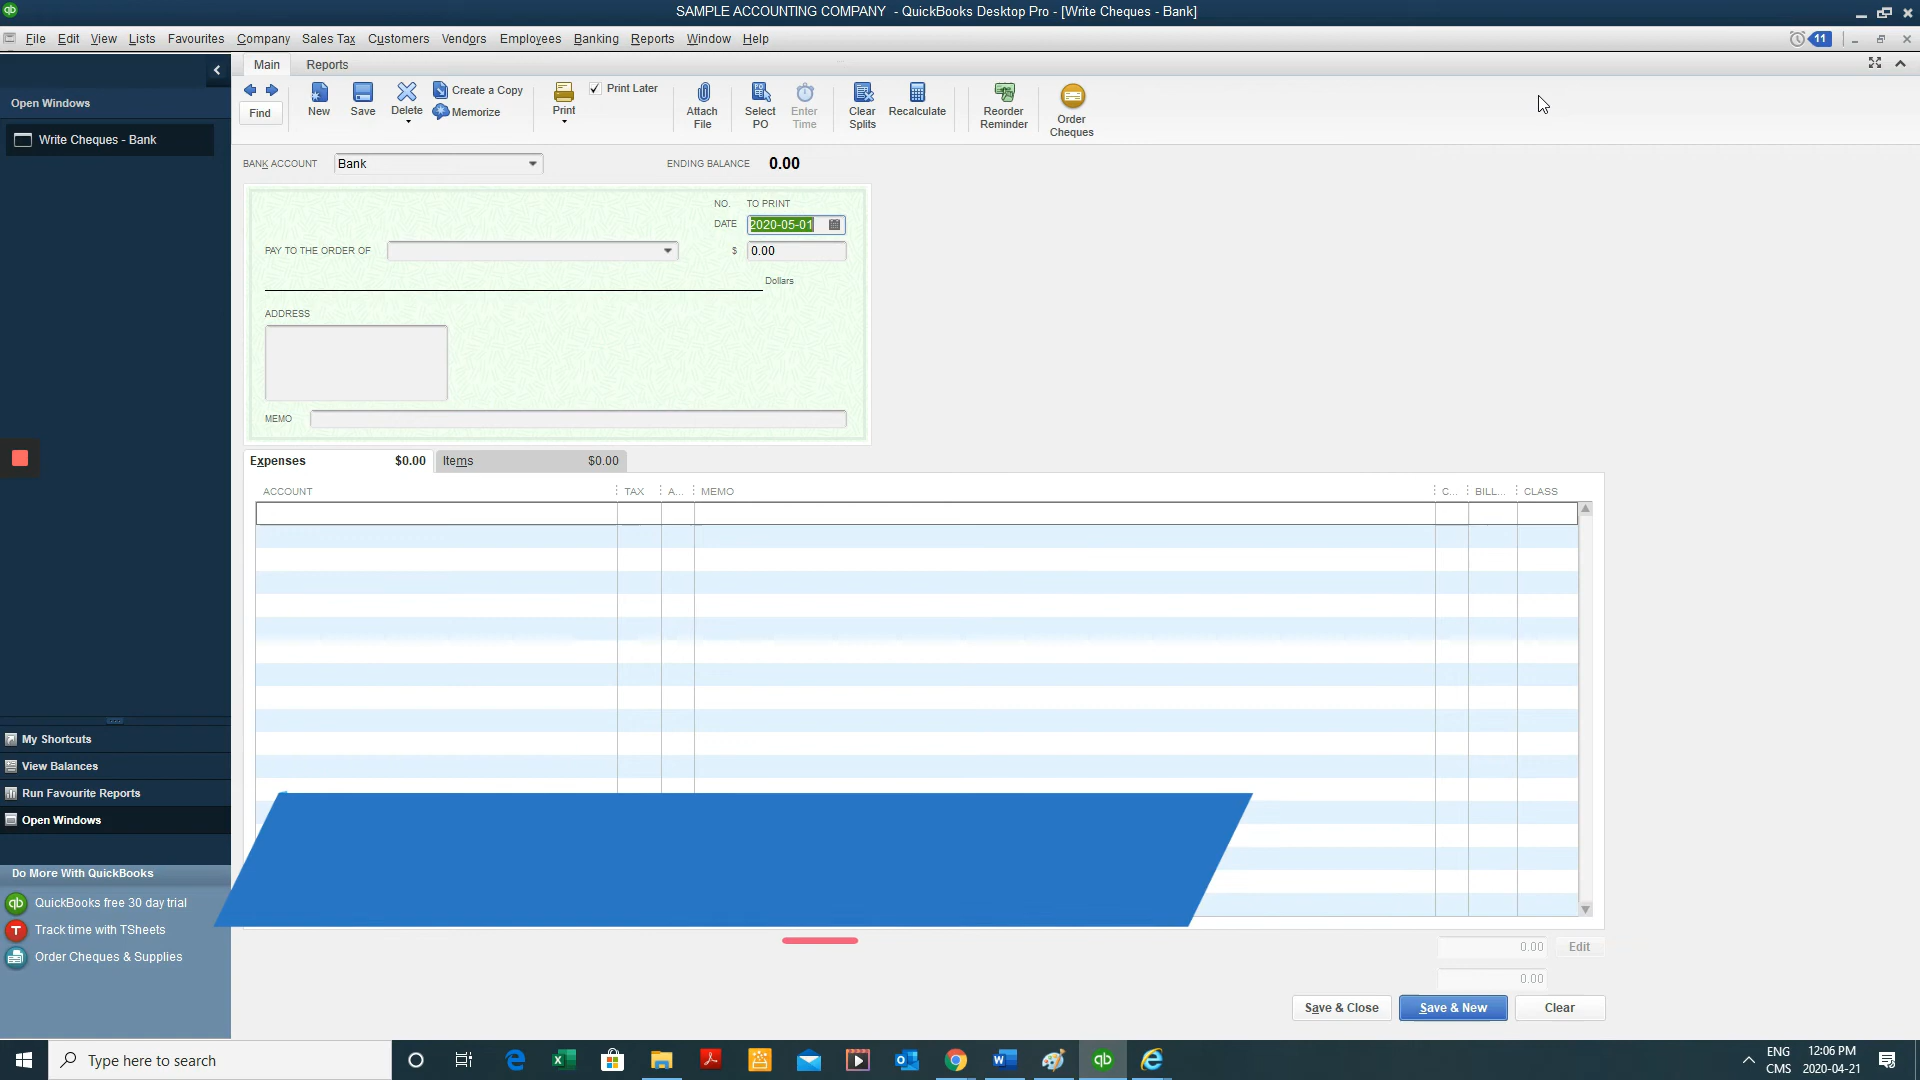 SAMPLE ACCOUNTING COMPANY - QuickBooks Desktop Pro - [Write Cheques - Bank]
File Edit View Lists Favourites Company Sales Tax Customers Vendors Employees Banking Reports Window Help
11
Main Reports
Open Windows
Write Cheques - Bank
Find
New
Save
Delete
Create a Copy
Memorize
Print
Print Later
Attach File
Select PO
Enter Time
Clear Splits
Recalculate
Reorder Reminder
Order Cheques
BANK ACCOUNT Bank
ENDING BALANCE 0.00
NO. TO PRINT
DATE 2020-05-01
PAY TO THE ORDER OF
$ 0.00
Dollars
ADDRESS
MEMO
Expenses $0.00
Items $0.00
ACCOUNT TAX A... MEMO C... BILL... CLASS
My Shortcuts
View Balances
Run Favourite Reports
Open Windows
Do More With QuickBooks
qb QuickBooks free 30 day trial
T Track time with TSheets
Order Cheques & Supplies
0.00 Edit
0.00
Save & Close
Save & New
Clear
Type here to search
ENG
CMS
12:06 PM
2020-04-21